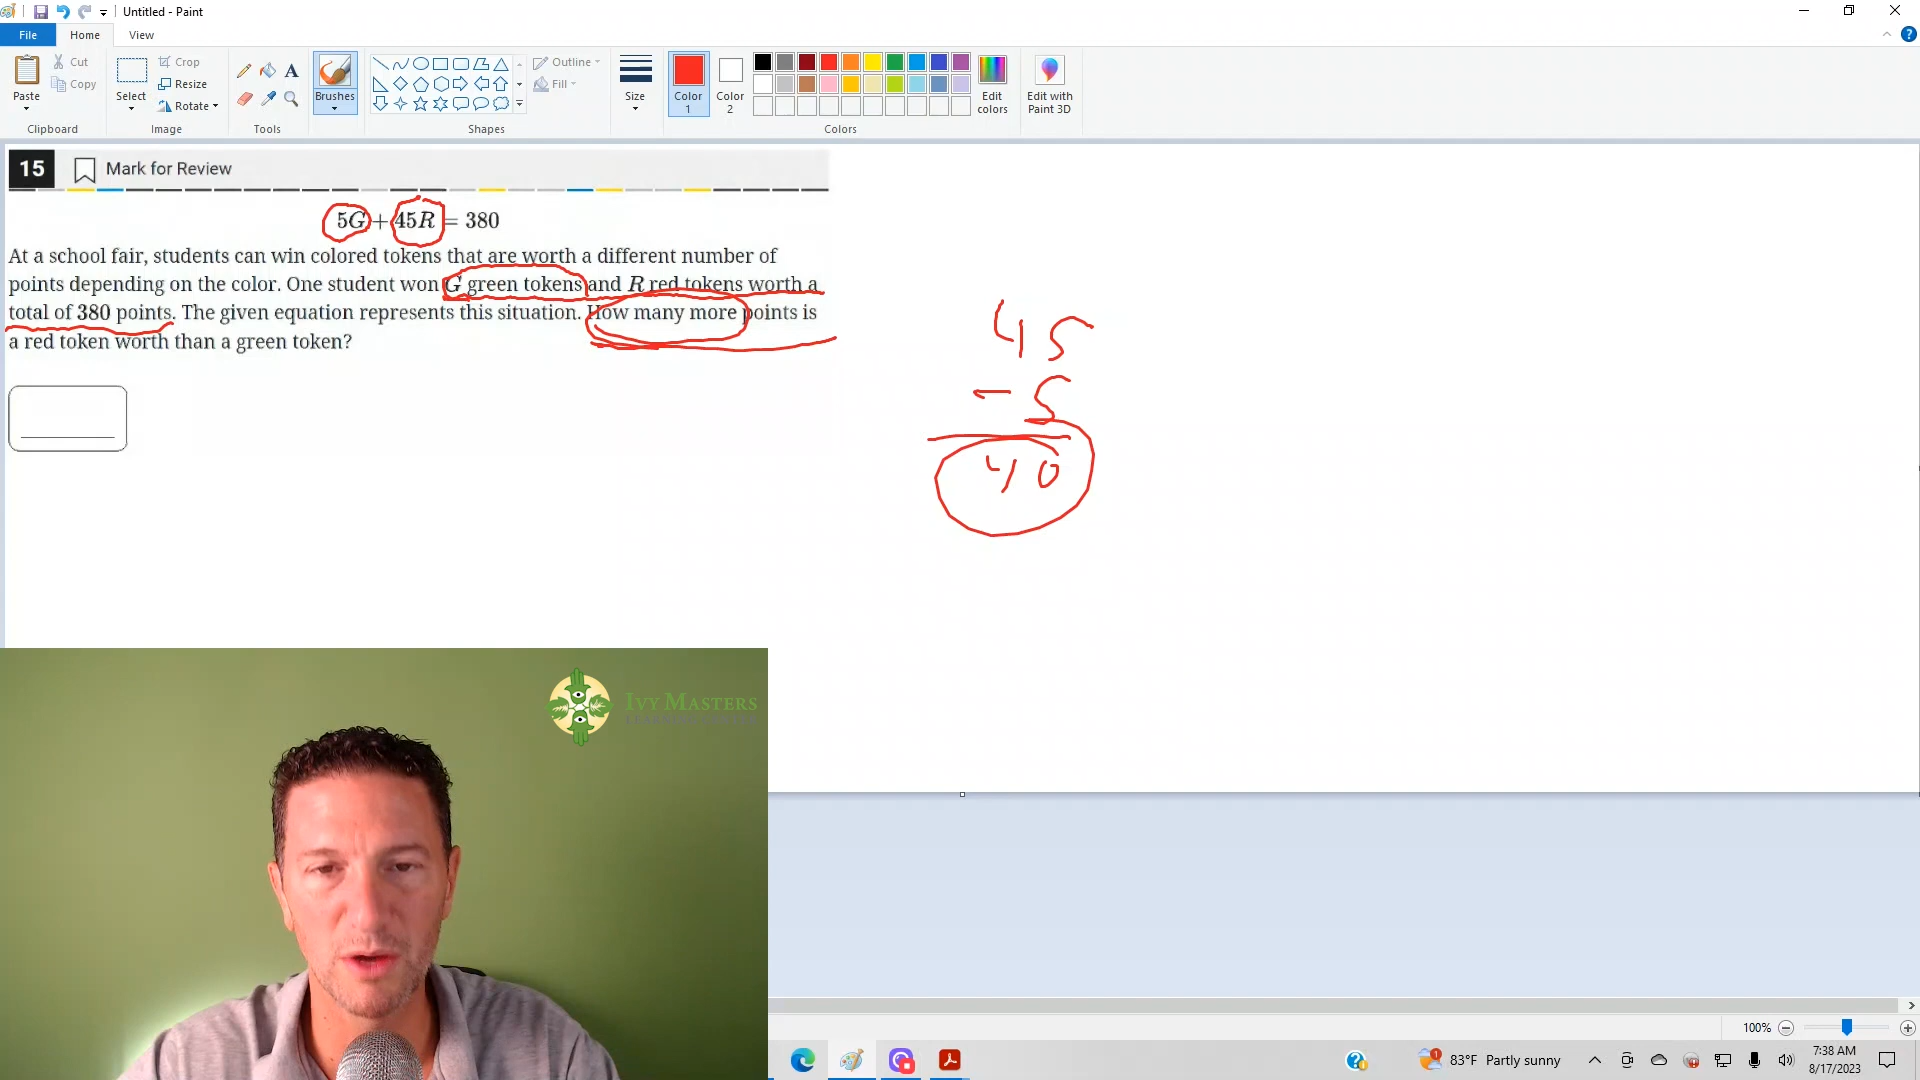 Untitled - Paint
File Home View
Paste
Cut
Copy
Clipboard
Select
Crop
Resize
Rotate
Image
A
Tools
Brushes
Shapes
Outline
Fill
Size
Color 1
Color 2
Colors
Edit colors
Edit with Paint 3D
15 Mark for Review
5G + 45R = 380
At a school fair, students can win colored tokens that are worth a different number of
points depending on the color. One student won G green tokens and R red tokens worth a
total of 380 points. The given equation represents this situation. How many more points is
a red token worth than a green token?
45
- 5
40
IVY MASTERS
100%
83°F Partly sunny
7:38 AM
8/17/2023